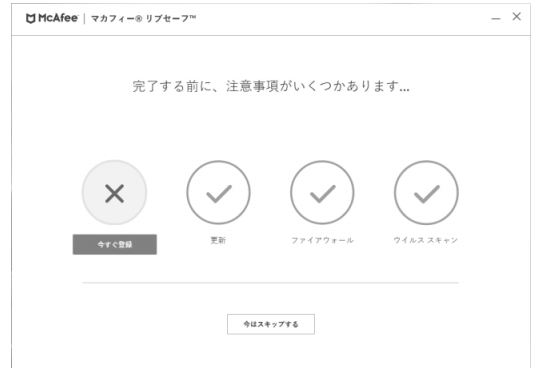 McAfee | マカフィー® リブセーフ™
完了する前に、注意事項がいくつかあります...
今すぐ登録
更新
ファイアウォール
ウイルス スキャン
今はスキップする